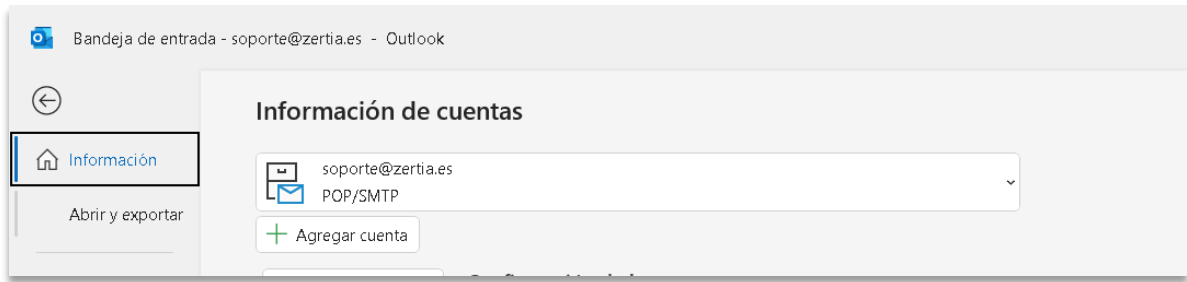 Bandeja de entrada - soporte@zertia.es - Outlook
Información de cuentas
Información
soporte@zertia.es
POP/SMTP
Abrir y exportar
Agregar cuenta